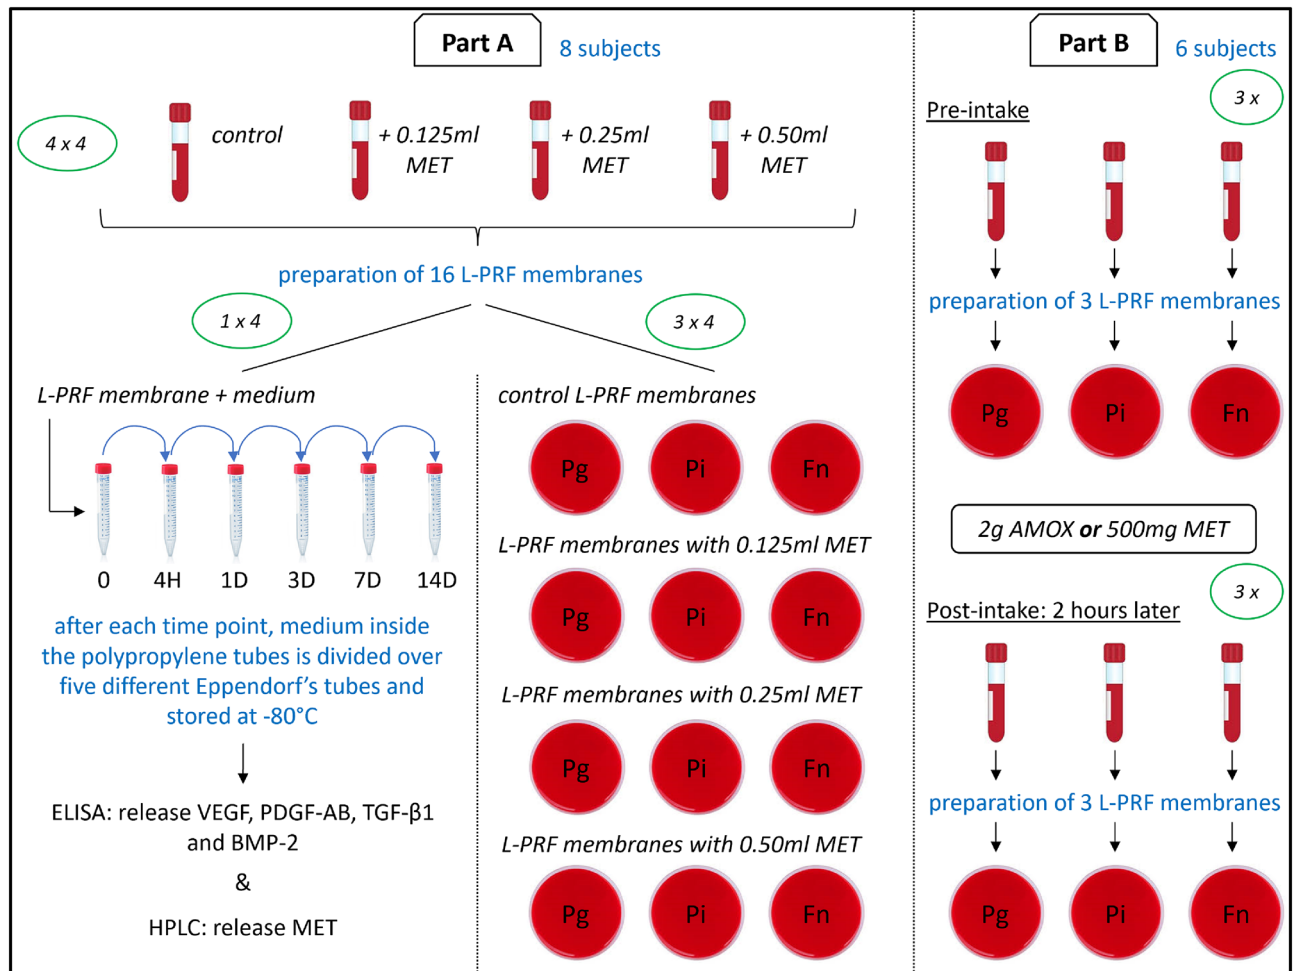 Part A
8 subjects
4 x 4
control
+ 0.125ml
MET
+ 0.25ml
MET
+ 0.50ml
MET
preparation of 16 L-PRF membranes
1 x 4
3 x 4
L-PRF membrane + medium
0
4H
1D
3D
7D
14D
after each time point, medium inside
the polypropylene tubes is divided over
five different Eppendorf’s tubes and
stored at -80°C
ELISA: release VEGF, PDGF-AB, TGF-β1
and BMP-2
&
HPLC: release MET
control L-PRF membranes
Pg
Pi
Fn
L-PRF membranes with 0.125ml MET
Pg
Pi
Fn
L-PRF membranes with 0.25ml MET
Pg
Pi
Fn
L-PRF membranes with 0.50ml MET
Pg
Pi
Fn
Part B
6 subjects
3 x
Pre-intake
preparation of 3 L-PRF membranes
Pg
Pi
Fn
2g AMOX or 500mg MET
3 x
Post-intake: 2 hours later
preparation of 3 L-PRF membranes
Pg
Pi
Fn